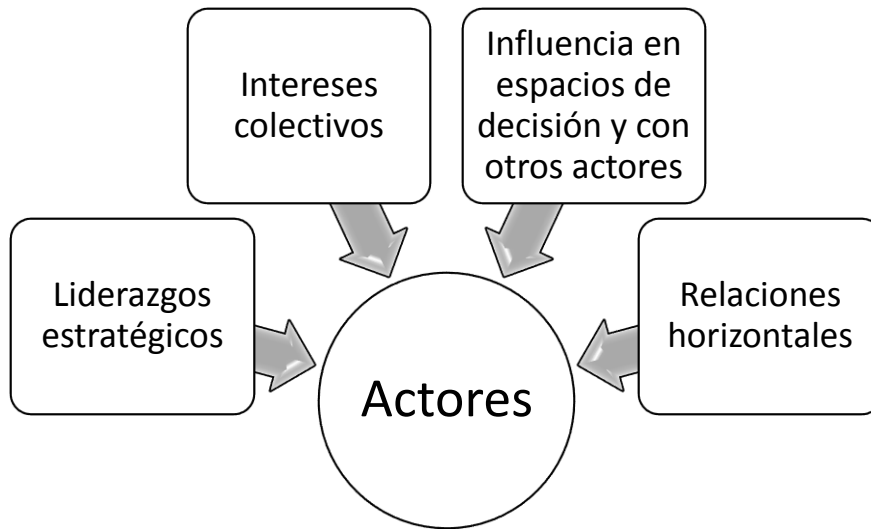 Liderazgos
estratégicos
Intereses
colectivos
Influencia en
espacios de
decisión y con
otros actores
Relaciones
horizontales
Actores